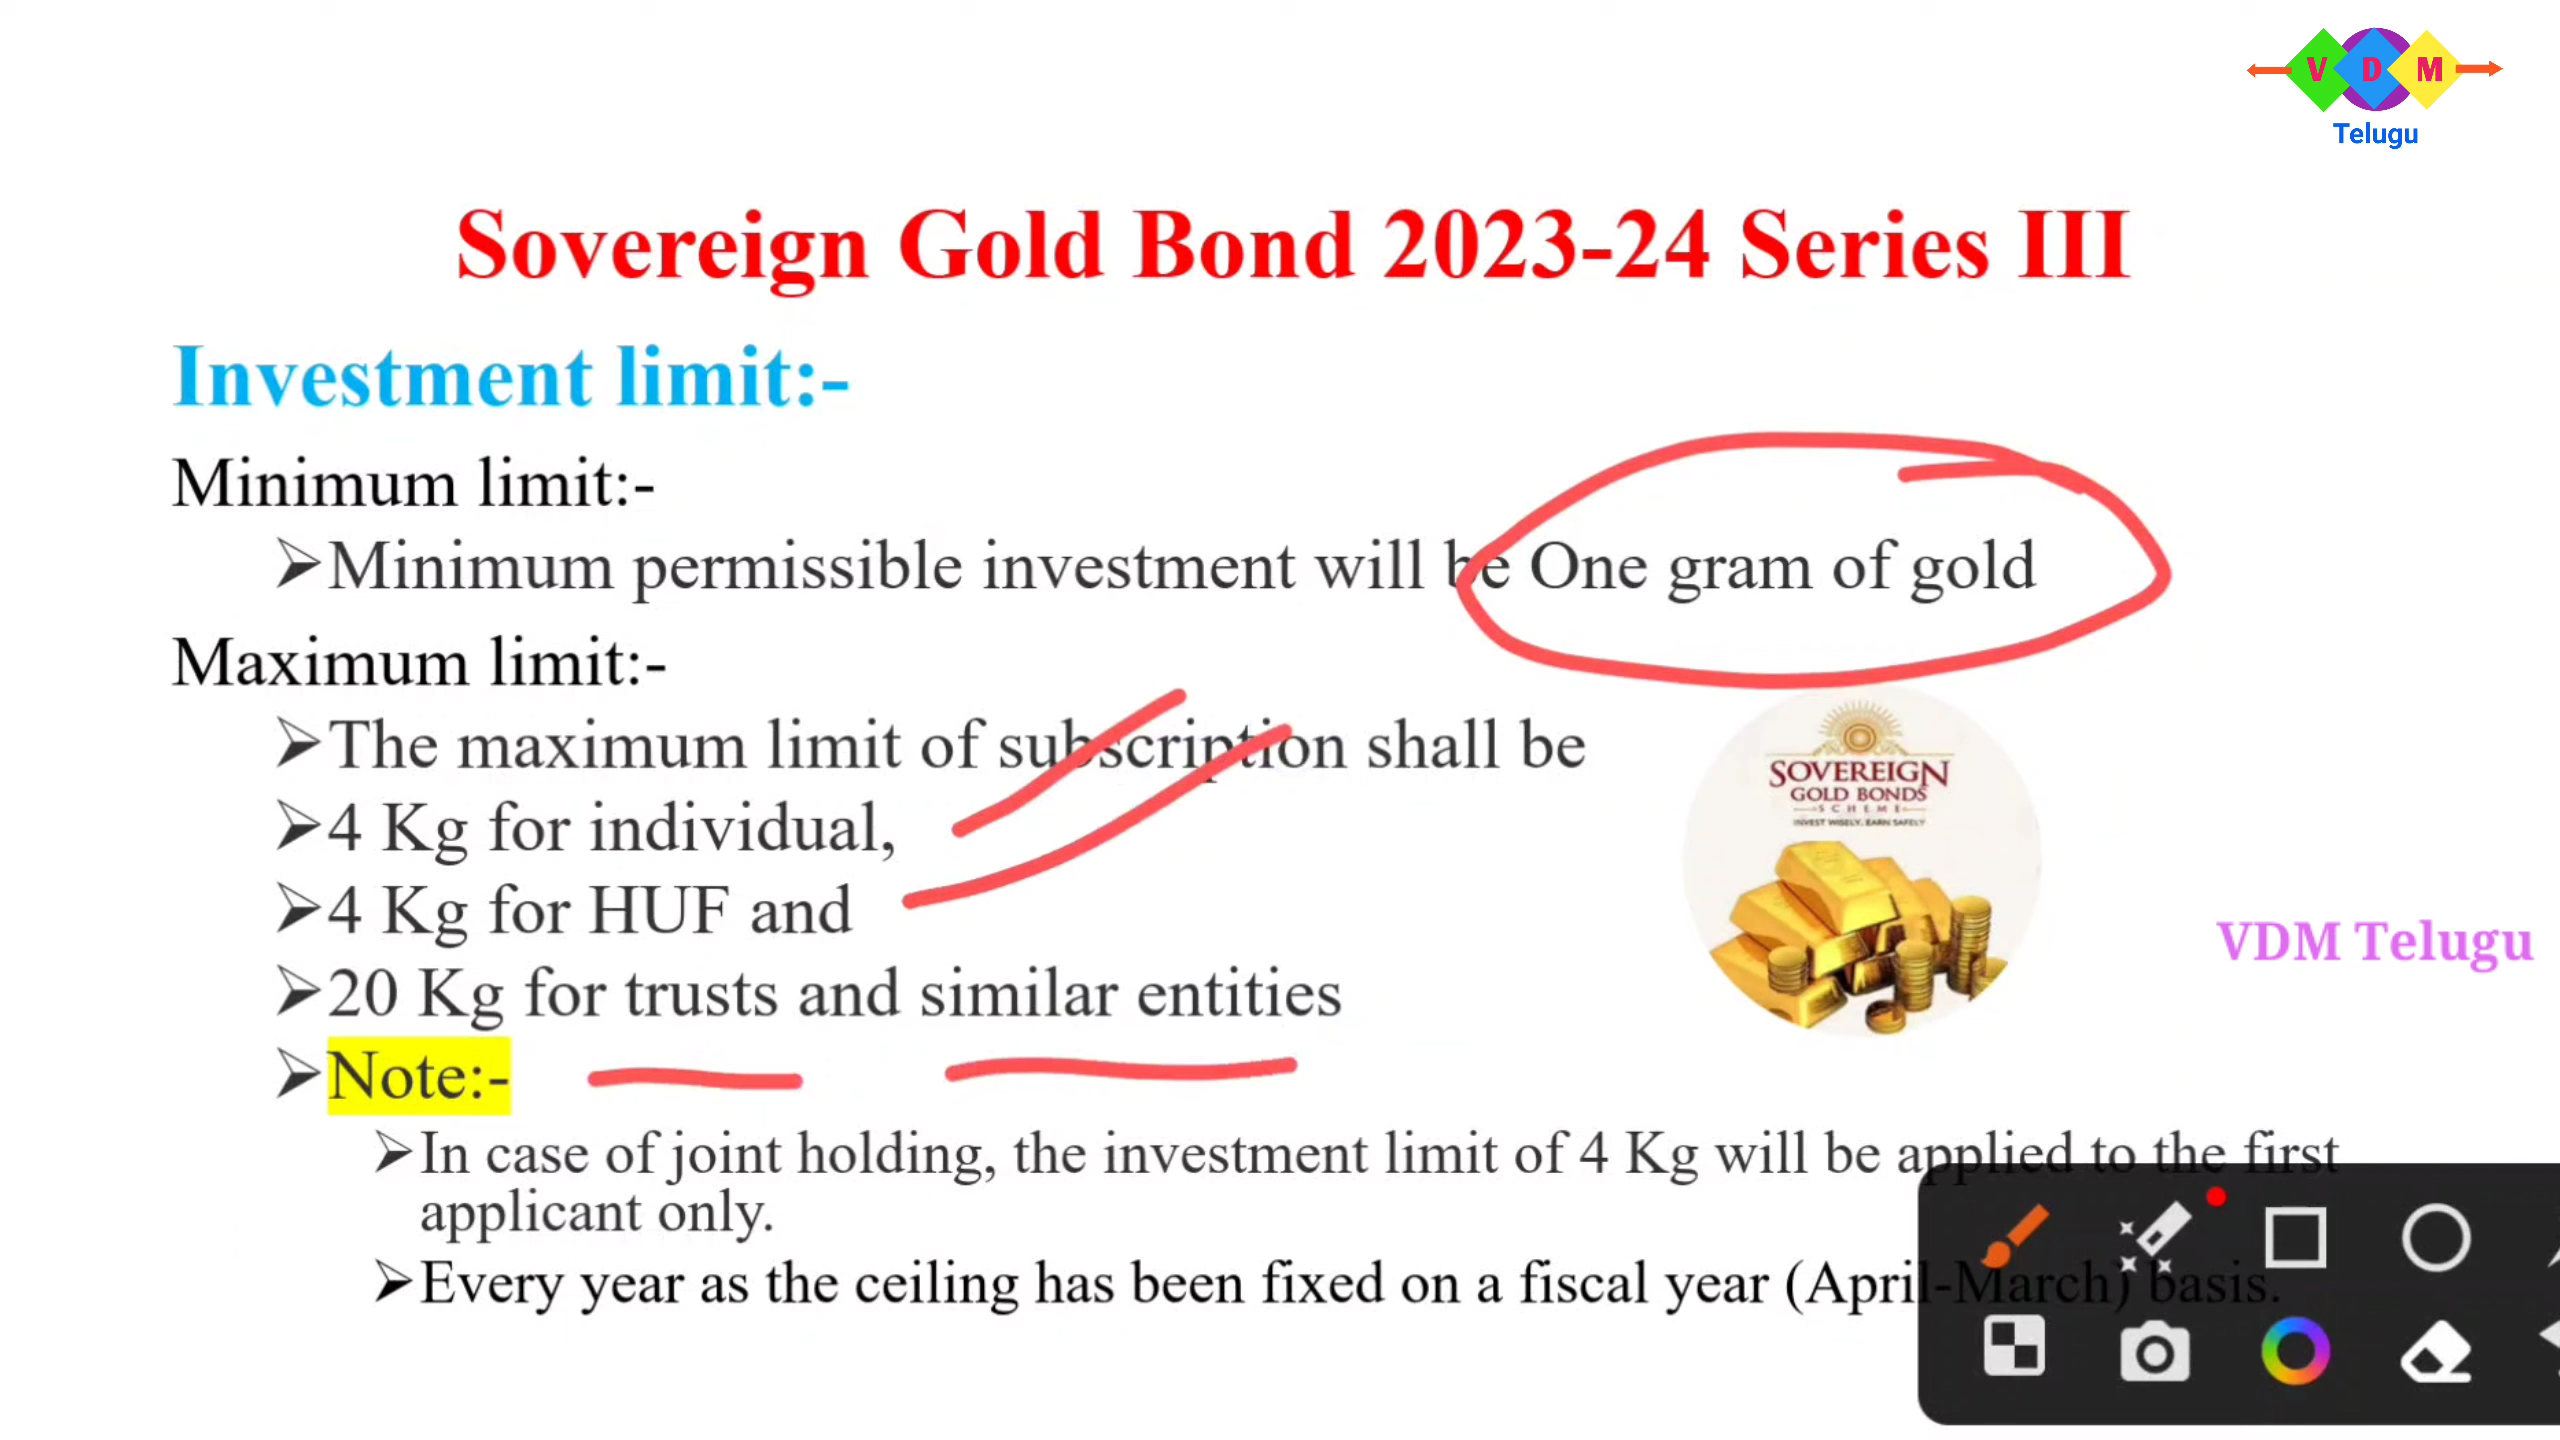 V D M
Telugu
Sovereign Gold Bond 2023-24 Series III
Investment limit:-
Minimum limit:-
Minimum permissible investment will be One gram of gold
Maximum limit:-
The maximum limit of subscription shall be
4 Kg for individual,
4 Kg for HUF and
20 Kg for trusts and similar entities
Note:-
In case of joint holding, the investment limit of 4 Kg will be applied to the first
applicant only.
Every year as the ceiling has been fixed on a fiscal year (April-March) basis.
SOVEREIGN
GOLD BONDS
SCHEME
INVEST WISELY. EARN SAFELY
VDM Telugu